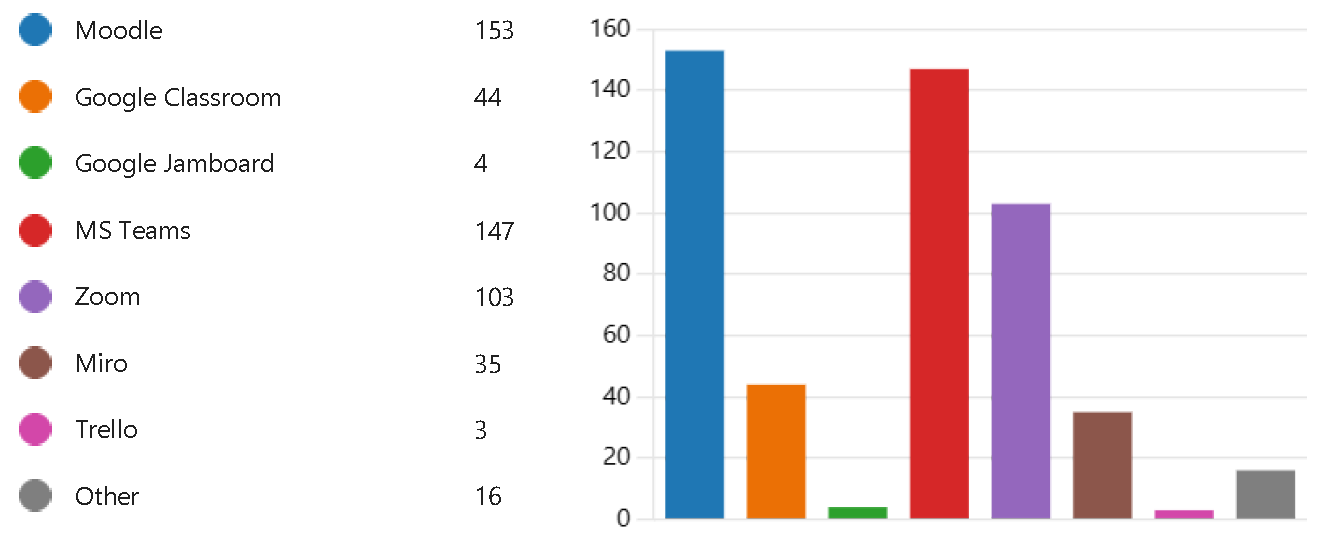 Moodle 153
Google Classroom 44
Google Jamboard 4
MS Teams 147
Zoom 103
Miro 35
Trello 3
Other 16
160
140
120
100
80
60
40
20
0